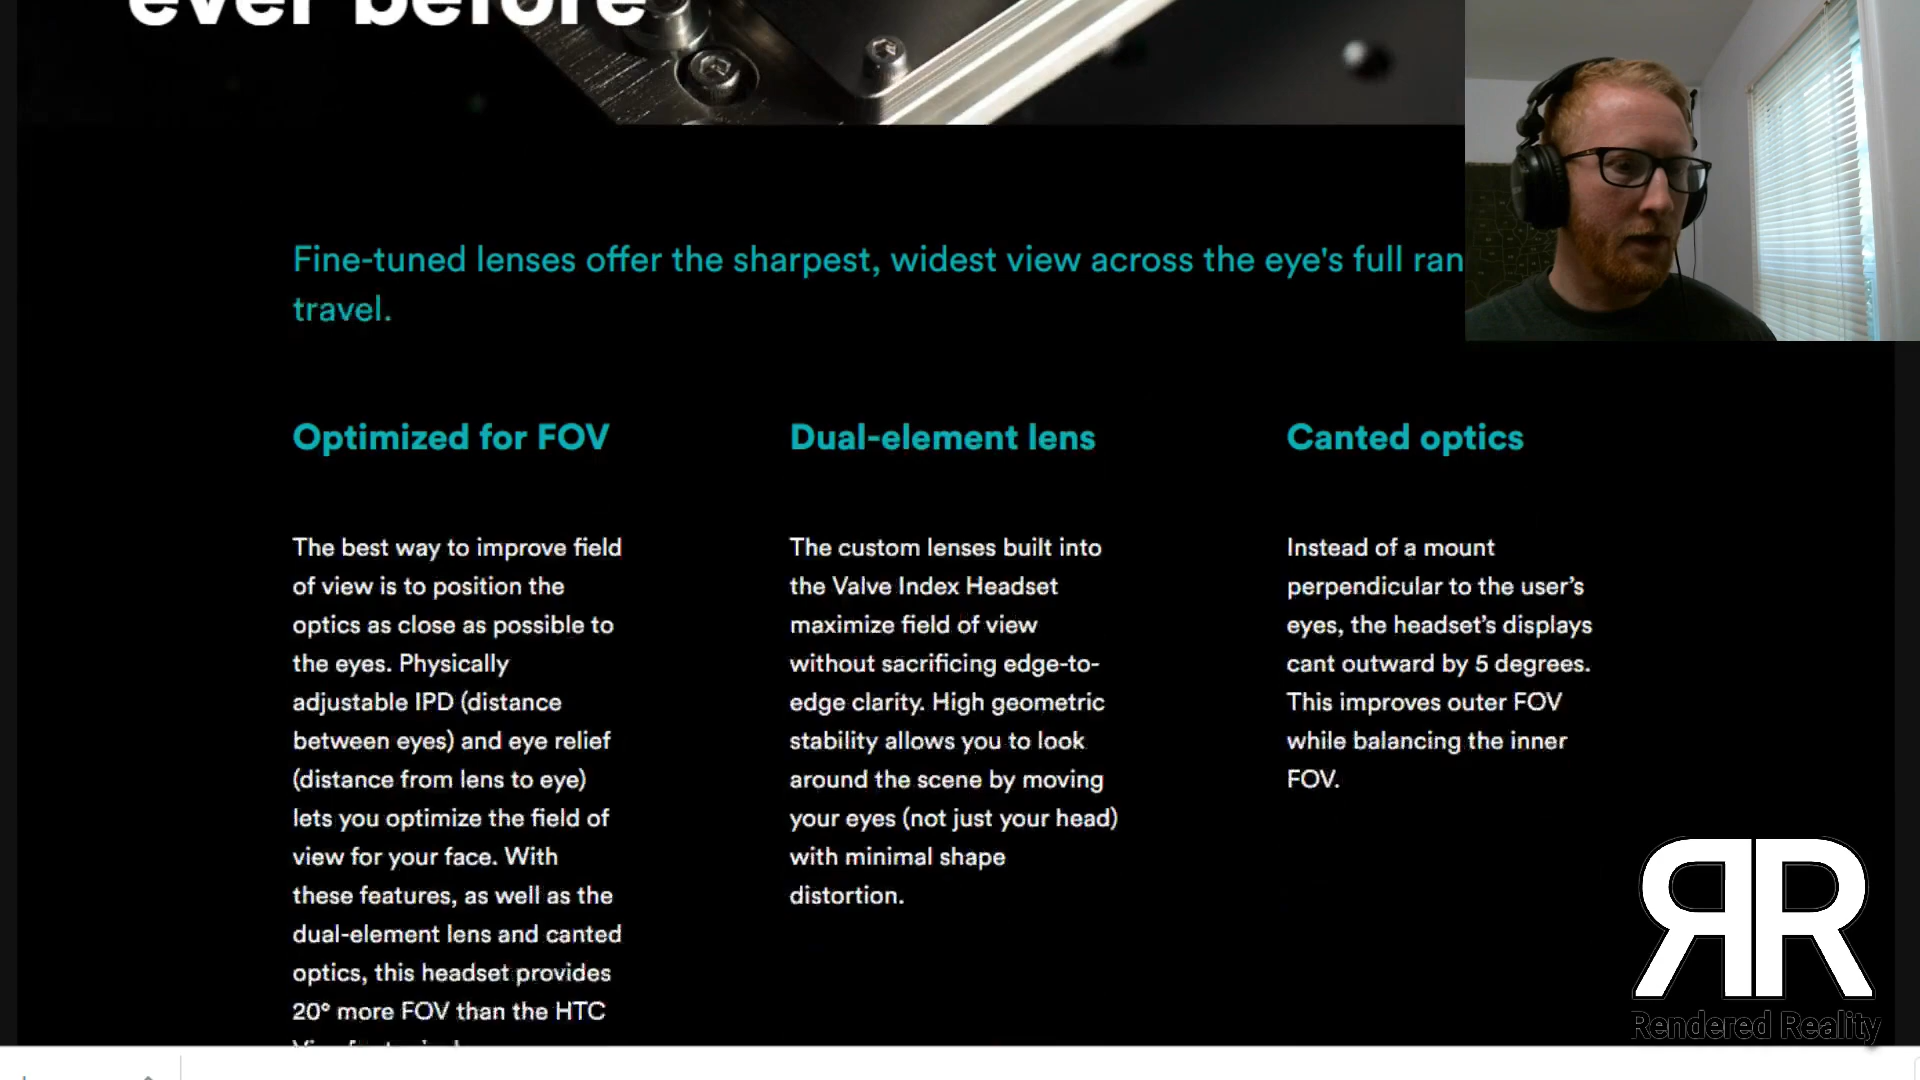 ever before
Fine-tuned lenses offer the sharpest, widest view across the eye's full ran
travel.
Optimized for FOV
The best way to improve field
of view is to position the
optics as close as possible to
the eyes. Physically
adjustable IPD (distance
between eyes) and eye relief
(distance from lens to eye)
lets you optimize the field of
view for your face. With
these features, as well as the
dual-element lens and canted
optics, this headset provides
20° more FOV than the HTC
Dual-element lens
The custom lenses built into
the Valve Index Headset
maximize field of view
without sacrificing edge-to-
edge clarity. High geometric
stability allows you to look
around the scene by moving
your eyes (not just your head)
with minimal shape
distortion.
Canted optics
Instead of a mount
perpendicular to the user's
eyes, the headset's displays
cant outward by 5 degrees.
This improves outer FOV
while balancing the inner
FOV.
RR
Rendered Reality